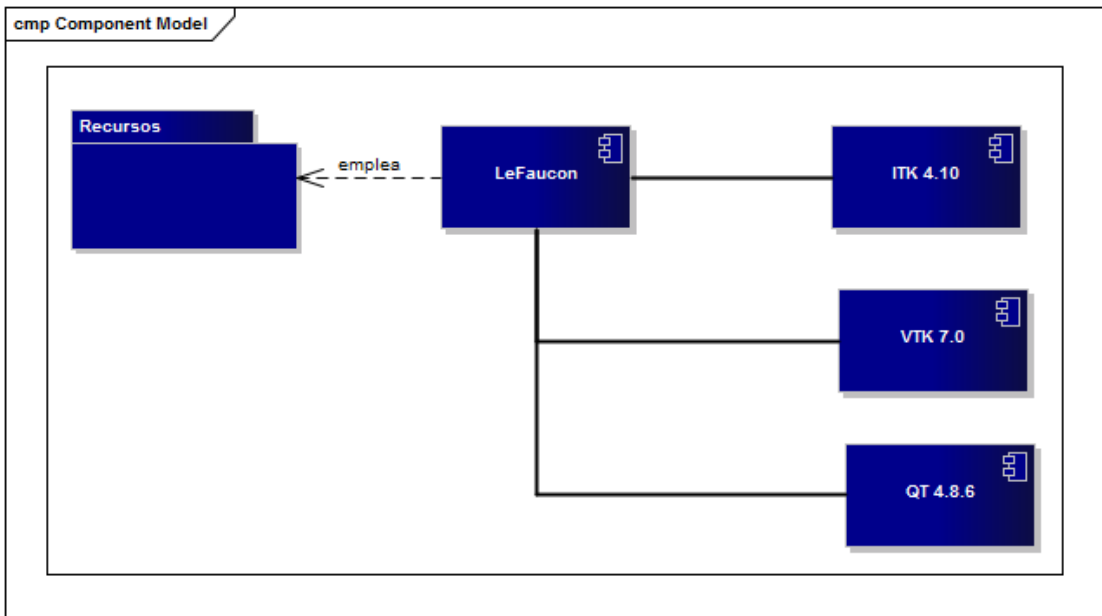 cmp Component Model
Recursos
emplea
LeFaucon
ITK 4.10
VTK 7.0
QT 4.8.6